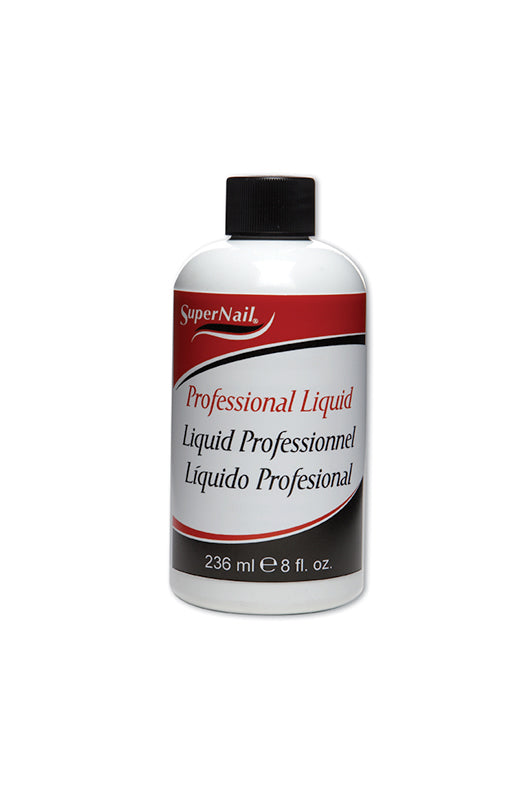 SuperNail®
Professional Liquid
Liquid Professionnel
Líquido Profesional
236 ml ℮ 8 fl. oz.